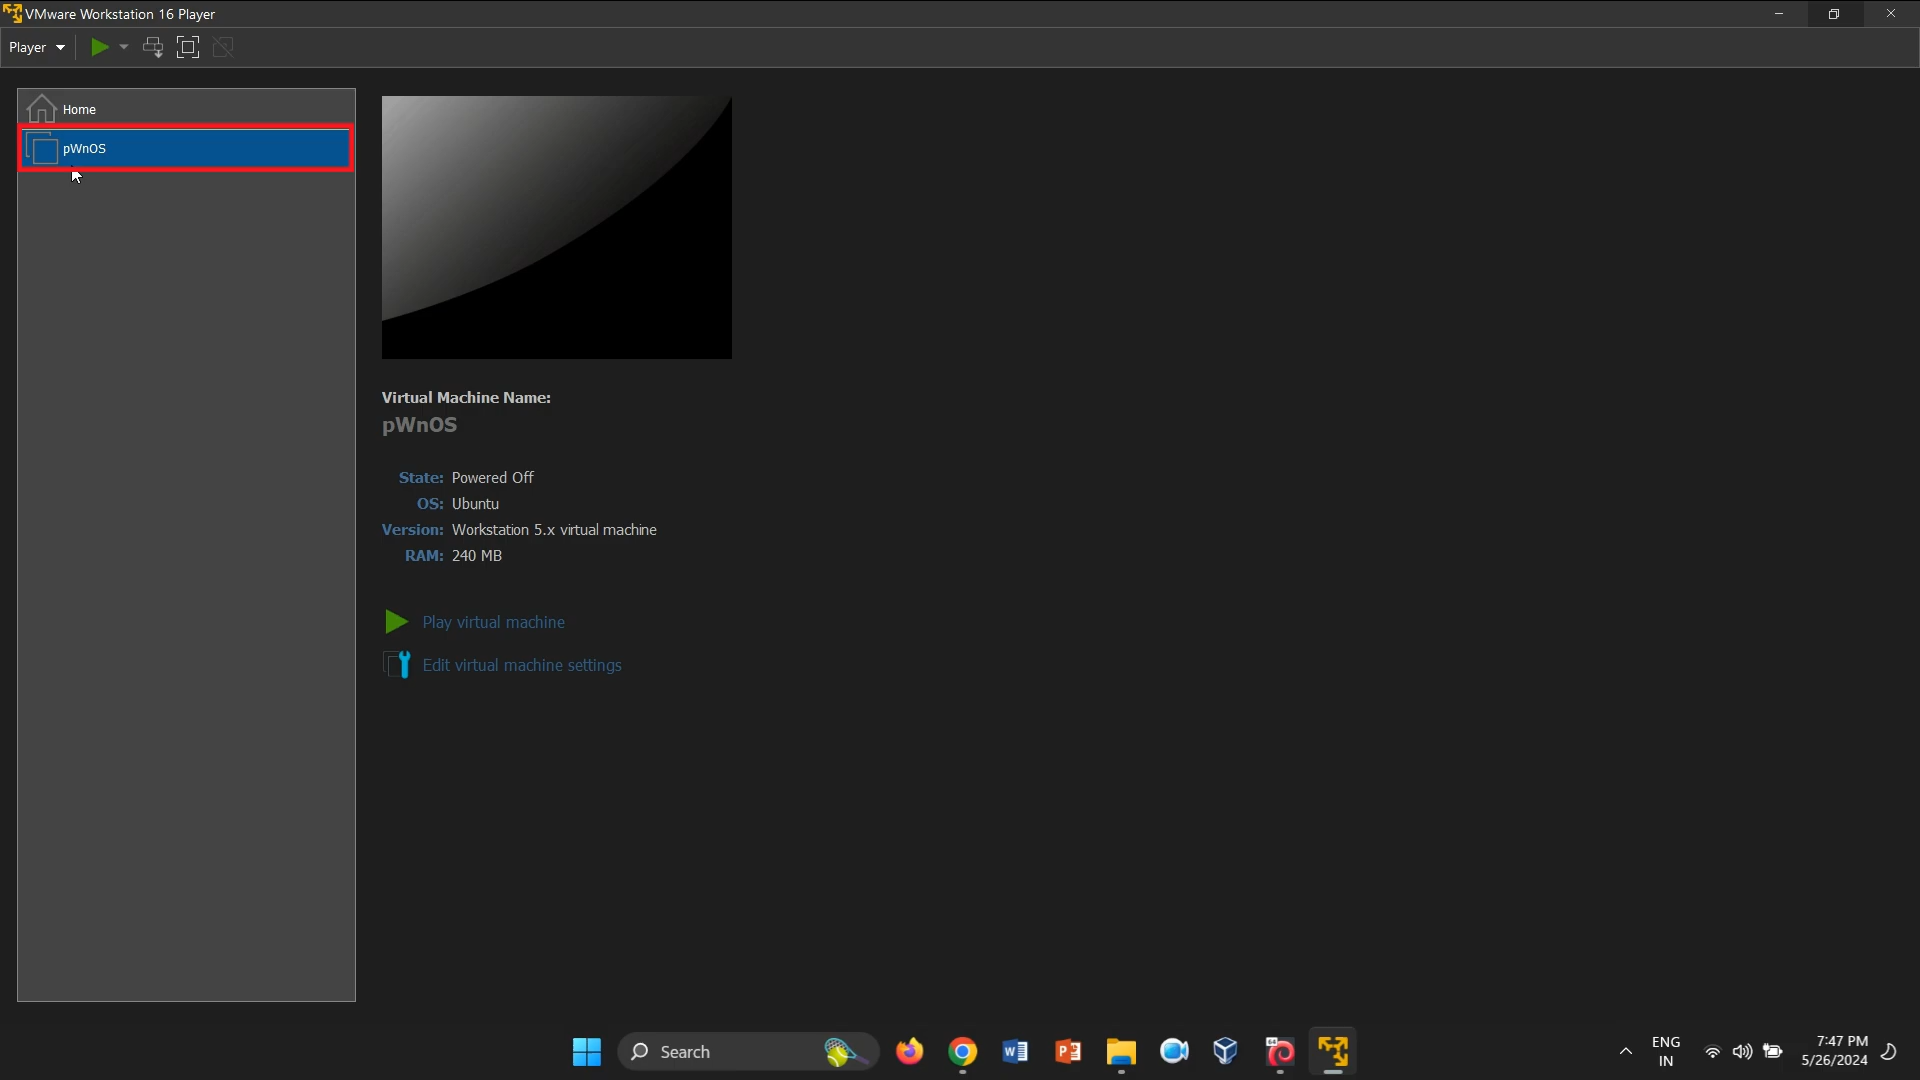 VMware Workstation 16 Player
Player
Home
pWnOS
Virtual Machine Name:
pWnOS
State: Powered Off
OS: Ubuntu
Version: Workstation 5.x virtual machine
RAM: 240 MB
Play virtual machine
Edit virtual machine settings
Search
W
P
64
ENG
IN
7:47 PM
5/26/2024